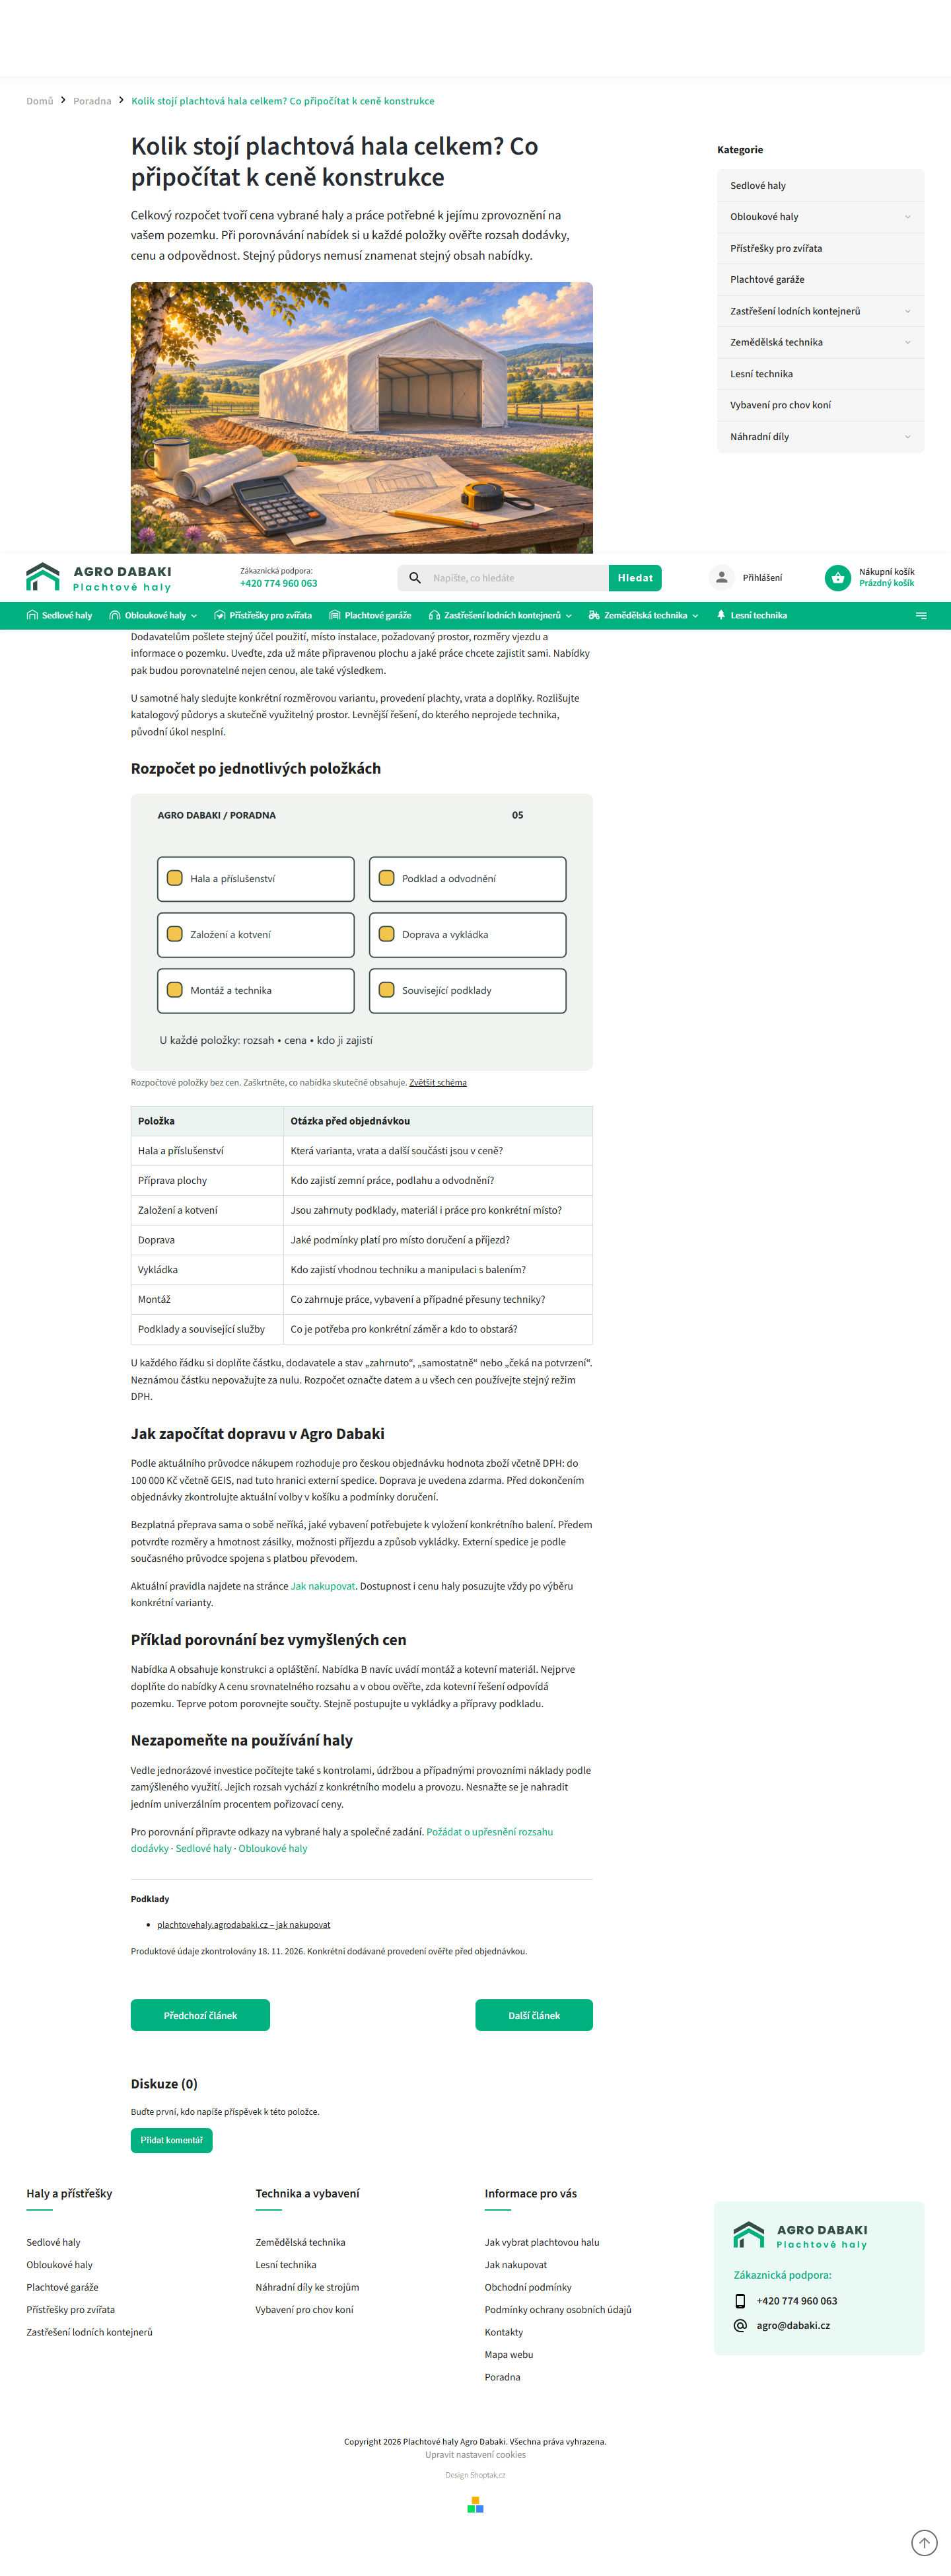 Domů > Poradna > Kolik stojí plachtová hala celkem? Co připočítat k ceně konstrukce
Kolik stojí plachtová hala celkem? Co
připočítat k ceně konstrukce
Celkový rozpočet tvoří cena vybrané haly a práce potřebné k jejímu zprovoznění na
vašem pozemku. Při porovnávání nabídek si u každé položky ověřte rozsah dodávky,
cenu a odpovědnost. Stejný půdorys nemusí znamenat stejný obsah nabídky.
Kategorie
Sedlové haly
Obloukové haly
Přístřešky pro zvířata
Plachtové garáže
Zastřešení lodních kontejnerů
Zemědělská technika
Lesní technika
Vybavení pro chov koní
Náhradní díly
AGRO DABAKI
Plachtové haly
Zákaznická podpora:
+420 774 960 063
Napište, co hledáte
Hledat
Přihlášení
Nákupní košík
Prázdný košík
Sedlové haly
Obloukové haly
Přístřešky pro zvířata
Plachtové garáže
Zastřešení lodních kontejnerů
Zemědělská technika
Lesní technika
Dodavatelům pošlete stejný účel použití, místo instalace, požadovaný prostor, rozměry vjezdu a
informace o pozemku. Uveďte, zda už máte připravenou plochu a jaké práce chcete zajistit sami. Nabídky
pak budou porovnatelné nejen cenou, ale také výsledkem.
U samotné haly sledujte konkrétní rozměrovou variantu, provedení plachty, vrata a doplňky. Rozlišujte
katalogový půdorys a skutečně využitelný prostor. Levnější řešení, do kterého neprojede technika,
původní úkol nesplní.
Rozpočet po jednotlivých položkách
AGRO DABAKI / PORADNA
05
Hala a příslušenství
Podklad a odvodnění
Založení a kotvení
Doprava a vykládka
Montáž a technika
Související podklady
U každé položky: rozsah • cena • kdo ji zajistí
Rozpočtové položky bez cen. Zaškrtněte, co nabídka skutečně obsahuje. Zvětšit schéma
Položka
Otázka před objednávkou
Hala a příslušenství
Která varianta, vrata a další součásti jsou v ceně?
Příprava plochy
Kdo zajistí zemní práce, podlahu a odvodnění?
Založení a kotvení
Jsou zahrnuty podklady, materiál i práce pro konkrétní místo?
Doprava
Jaké podmínky platí pro místo doručení a příjezd?
Vykládka
Kdo zajistí vhodnou techniku a manipulaci s balením?
Montáž
Co zahrnuje práce, vybavení a případné přesuny techniky?
Podklady a související služby
Co je potřeba pro konkrétní záměr a kdo to obstará?
U každého řádku si doplňte částku, dodavatele a stav „zahrnuto“, „samostatně“ nebo „čeká na potvrzení“.
Neznámou částku nepovažujte za nulu. Rozpočet označte datem a u všech cen používejte stejný režim
DPH.
Jak započítat dopravu v Agro Dabaki
Podle aktuálního průvodce nákupem rozhoduje pro českou objednávku hodnota zboží včetně DPH: do
100 000 Kč včetně GEIS, nad tuto hranici externí spedice. Doprava je uvedena zdarma. Před dokončením
objednávky zkontrolujte aktuální volby v košíku a podmínky doručení.
Bezplatná přeprava sama o sobě neříká, jaké vybavení potřebujete k vyložení konkrétního balení. Předem
potvrďte rozměry a hmotnost zásilky, možnosti příjezdu a způsob vykládky. Externí spedice je podle
současného průvodce spojena s platbou převodem.
Aktuální pravidla najdete na stránce Jak nakupovat. Dostupnost i cenu haly posuzujte vždy po výběru
konkrétní varianty.
Příklad porovnání bez vymyšlených cen
Nabídka A obsahuje konstrukci a opláštění. Nabídka B navíc uvádí montáž a kotevní materiál. Nejprve
doplňte do nabídky A cenu srovnatelného rozsahu a v obou ověřte, zda kotevní řešení odpovídá
pozemku. Teprve potom porovnejte součty. Stejně postupujte u vykládky a přípravy podkladu.
Nezapomeňte na používání haly
Vedle jednorázové investice počítejte také s kontrolami, údržbou a případnými provozními náklady podle
zamýšleného využití. Jejich rozsah vychází z konkrétního modelu a provozu. Nesnažte se je nahradit
jedním univerzálním procentem pořizovací ceny.
Pro porovnání připravte odkazy na vybrané haly a společné zadání. Požádat o upřesnění rozsahu
dodávky · Sedlové haly · Obloukové haly
Podklady
• plachtovehaly.agrodabaki.cz – jak nakupovat
Produktové údaje zkontrolovány 18. 11. 2026. Konkrétní dodávané provedení ověřte před objednávkou.
Předchozí článek
Další článek
Diskuze (0)
Buďte první, kdo napíše příspěvek k této položce.
Přidat komentář
Haly a přístřešky
Sedlové haly
Obloukové haly
Plachtové garáže
Přístřešky pro zvířata
Zastřešení lodních kontejnerů
Technika a vybavení
Zemědělská technika
Lesní technika
Náhradní díly ke strojům
Vybavení pro chov koní
Informace pro vás
Jak vybrat plachtovou halu
Jak nakupovat
Obchodní podmínky
Podmínky ochrany osobních údajů
Kontakty
Mapa webu
Poradna
AGRO DABAKI
Plachtové haly
Zákaznická podpora:
+420 774 960 063
agro@dabaki.cz
Copyright 2026 Plachtové haly Agro Dabaki. Všechna práva vyhrazena.
Upravit nastavení cookies
Design Shoptak.cz